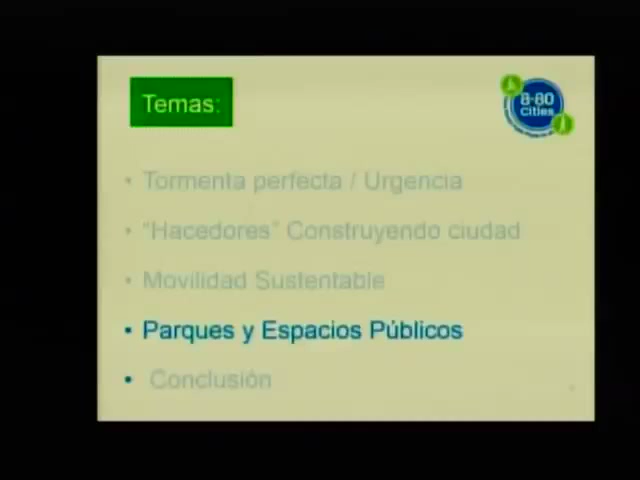 Temas:
8-80
Cities
• Tormenta perfecta / Urgencia
• “Hacedores” Construyendo ciudad
• Movilidad Sustentable
• Parques y Espacios Públicos
• Conclusión